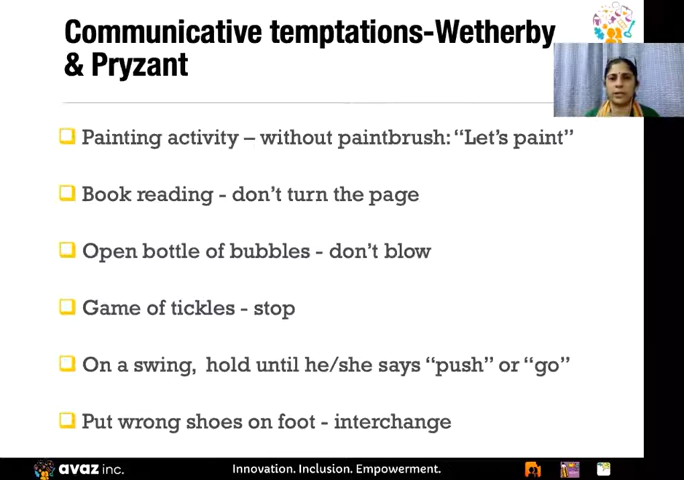 Communicative temptations-Wetherby
& Pryzant
Painting activity – without paintbrush: “Let’s paint”
Book reading - don’t turn the page
Open bottle of bubbles - don’t blow
Game of tickles - stop
On a swing, hold until he/she says “push” or “go”
Put wrong shoes on foot - interchange
avaz inc.
Innovation. Inclusion. Empowerment.